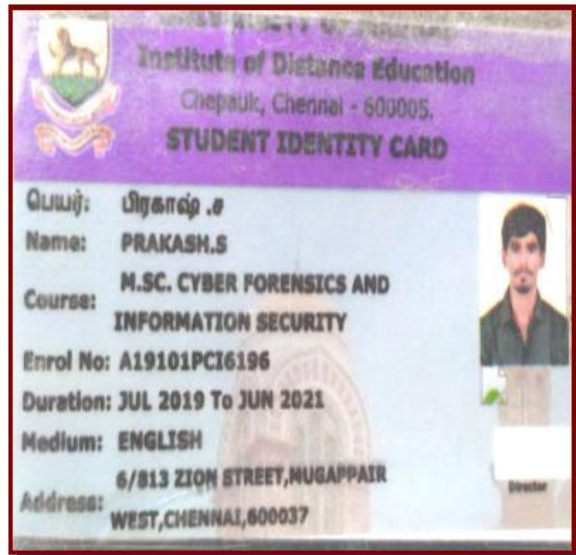 Institute of Distance Education
Chepauk, Chennai - 600005.
STUDENT IDENTITY CARD
பெயர்: பிரகாஷ் .ச
Name: PRAKASH.S
Course: M.SC. CYBER FORENSICS AND
INFORMATION SECURITY
Enrol No: A19101PCI6196
Duration: JUL 2019 To JUN 2021
Medium: ENGLISH
Address: 6/813 ZION STREET,MUGAPPAIR
WEST,CHENNAI,600037
Director